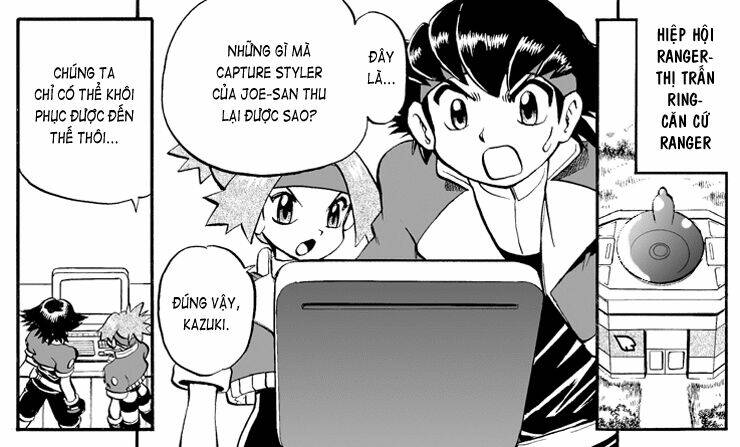 HIỆP HỘI
RANGER-
THỊ TRẤN
RING-
CĂN CỨ
RANGER
ĐÂY
LÀ...
NHỮNG GÌ MÀ
CAPTURE STYLER
CỦA JOE-SAN THU
LẠI ĐƯỢC SAO?
ĐÚNG VẬY,
KAZUKI.
CHÚNG TA
CHỈ CÓ THỂ KHÔI
PHỤC ĐƯỢC ĐẾN
THẾ THÔI...